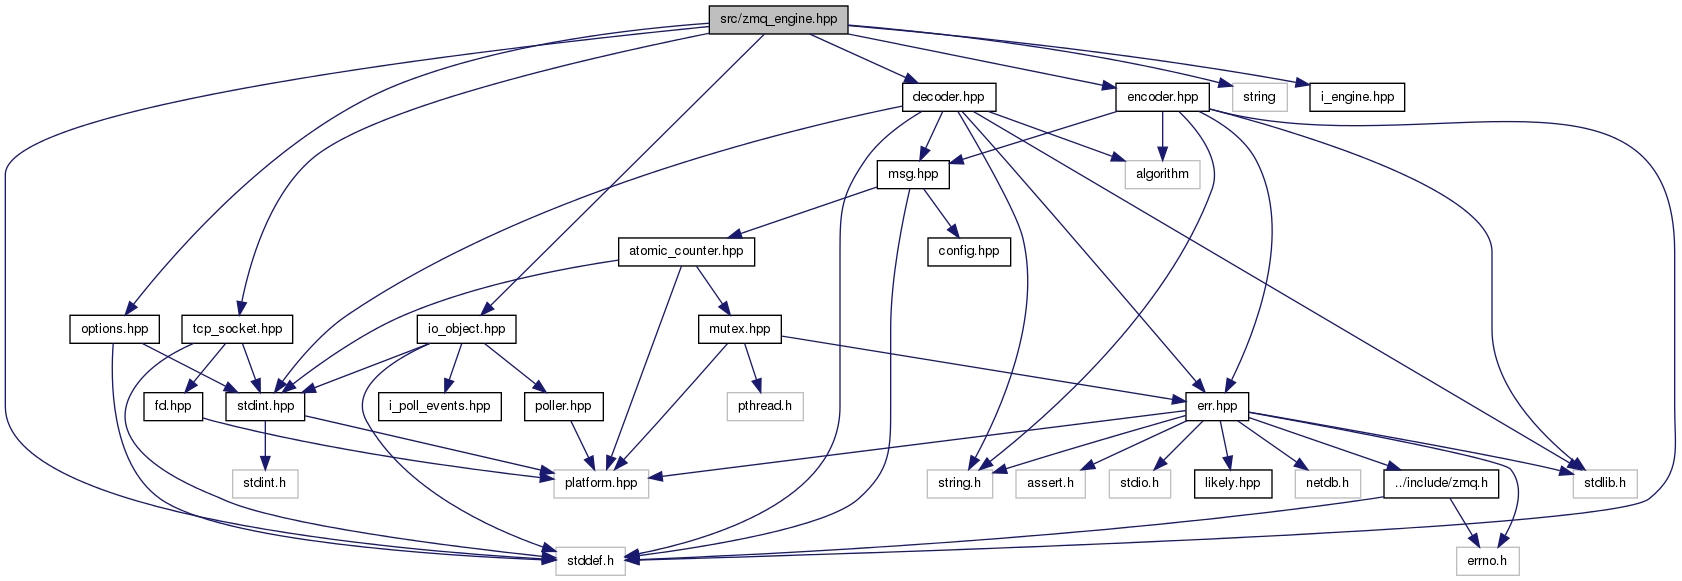 src/zmq_engine.hpp
decoder.hpp
encoder.hpp
string
i_engine.hpp
msg.hpp
algorithm
atomic_counter.hpp
config.hpp
options.hpp
tcp_socket.hpp
io_object.hpp
mutex.hpp
fd.hpp
stdint.hpp
i_poll_events.hpp
poller.hpp
pthread.h
err.hpp
stdint.h
platform.hpp
string.h
assert.h
stdio.h
likely.hpp
netdb.h
../include/zmq.h
stdlib.h
stddef.h
errno.h